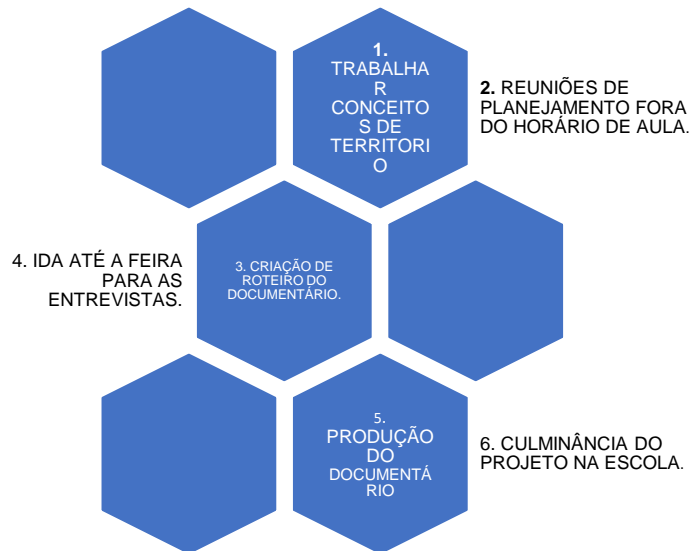 1.
TRABALHA
R
CONCEITO
S DE
TERRITORI
O
2. REUNIÕES DE
PLANEJAMENTO FORA
DO HORÁRIO DE AULA.
3. CRIAÇÃO DE
ROTEIRO DO
DOCUMENTÁRIO.
4. IDA ATÉ A FEIRA
PARA AS
ENTREVISTAS.
5.
PRODUÇÃO
DO
DOCUMENTÁ
RIO
6. CULMINÂNCIA DO
PROJETO NA ESCOLA.